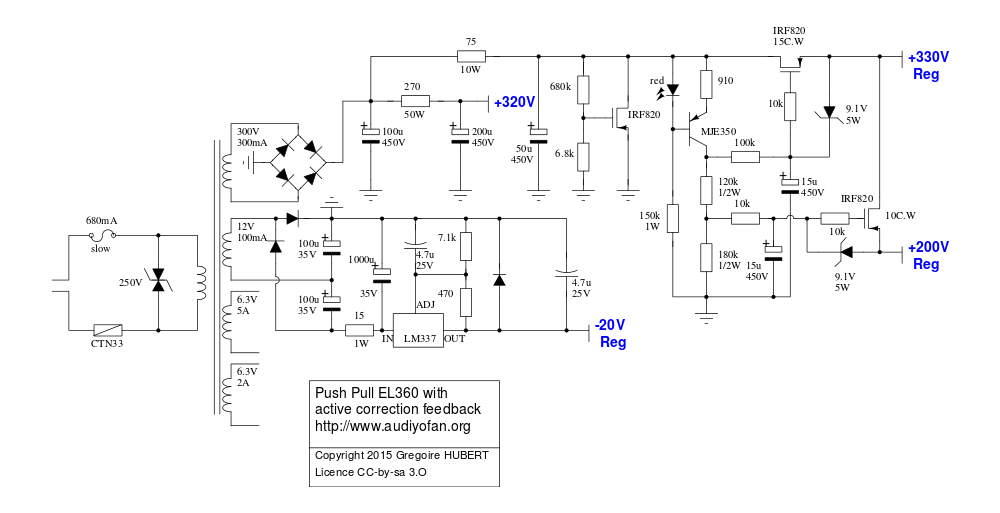 IRF820
15C.W
75
10W
+330V
Reg
red
910
680k
270
50W
+320V
10k
9.1V
5W
IRF820
MJE350
300V
300mA
+
100u
450V
+
200u
450V
+
50u
450V
6.8k
100k
120k
1/2W
+
15u
450V
IRF820
10C.W
150k
1W
10k
10k
+200V
Reg
680mA
slow
12V
100mA
+
100u
35V
7.1k
4.7u
25V
1000u
+
35V
180k
1/2W
+
15u
450V
9.1V
5W
250V
6.3V
5A
+
100u
35V
470
4.7u
25V
ADJ
15
1W
IN
LM337
OUT
-20V
Reg
CTN33
6.3V
2A
Push Pull EL360 with
active correction feedback
http://www.audiyofan.org
Copyright 2015 Gregoire HUBERT
Licence CC-by-sa 3.O